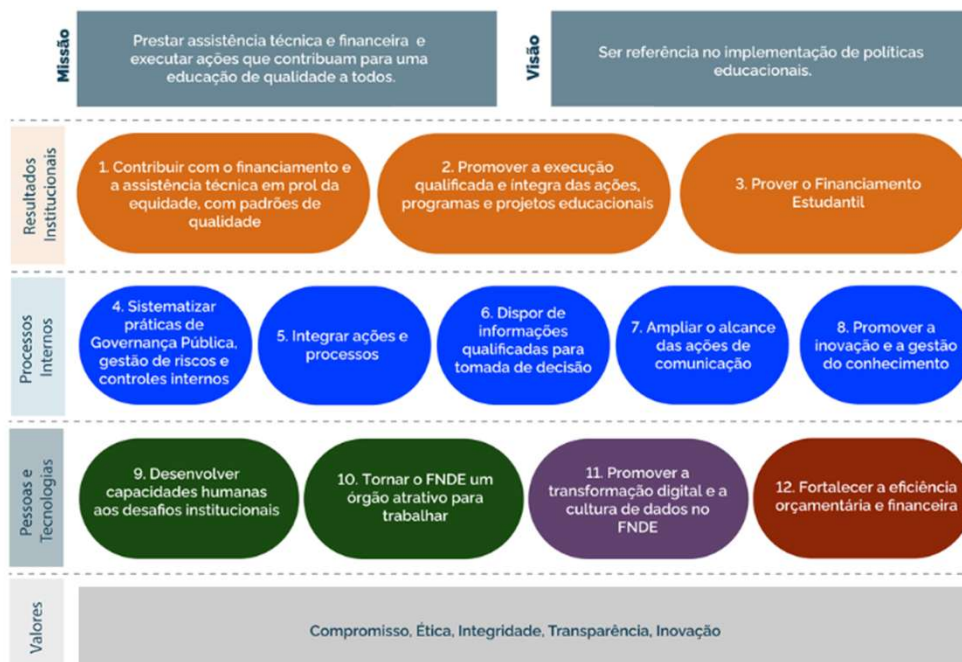 Missão
Prestar assistência técnica e financeira e
executar ações que contribuam para uma
educação de qualidade a todos.
Visão
Ser referência no implementação de políticas
educacionais.
Resultados
Institucionais
1. Contribuir com o financiamento e
a assistência técnica em prol da
equidade, com padrões de
qualidade
2. Promover a execução
qualificada e íntegra das ações,
programas e projetos educacionais
3. Prover o Financiamento
Estudantil
Processos
Internos
4. Sistematizar
práticas de
Governança Pública,
gestão de riscos e
controles internos
5. Integrar ações e
processos
6. Dispor de
informações
qualificadas para
tomada de decisão
7. Ampliar o alcance
das ações de
comunicação
8. Promover a
inovação e a gestão
do conhecimento
Pessoas e
Tecnologias
9. Desenvolver
capacidades humanas
aos desafios institucionais
10. Tornar o FNDE um
órgão atrativo para
trabalhar
11. Promover a
transformação digital e a
cultura de dados no
FNDE
12. Fortalecer a eficiência
orçamentária e financeira
Valores
Compromisso, Ética, Integridade, Transparência, Inovação